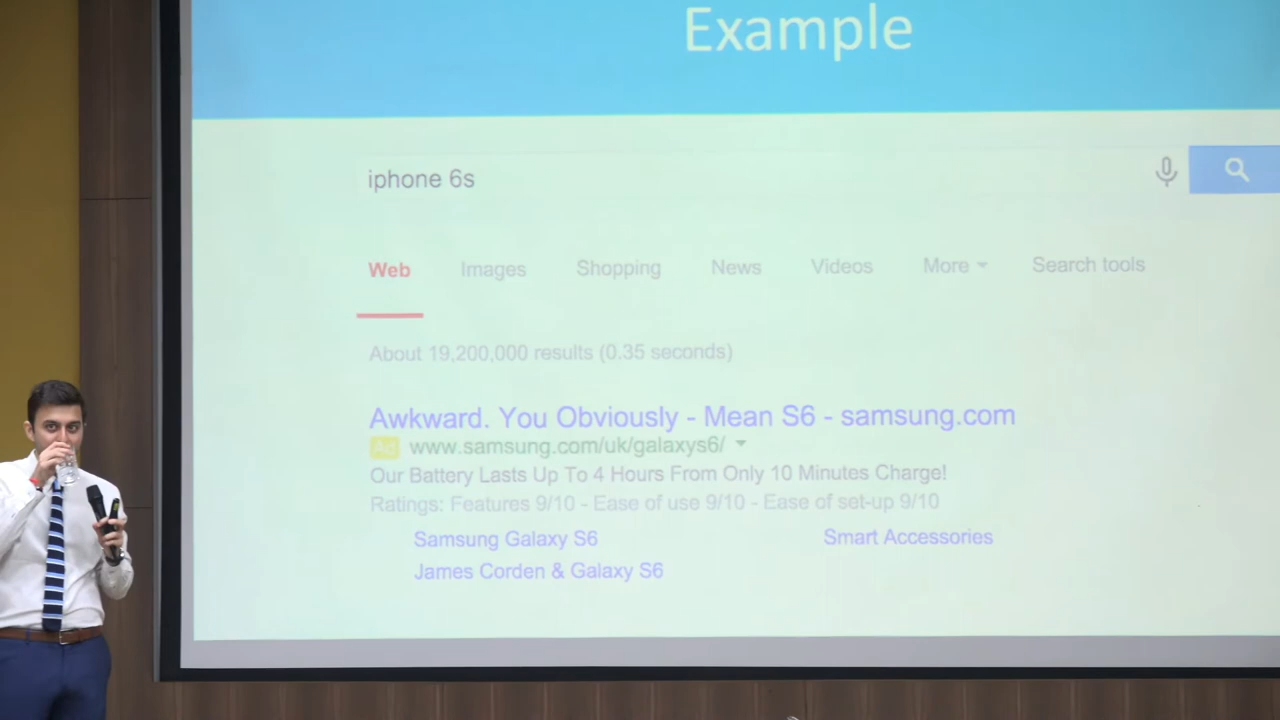 Example
iphone 6s
Web Images Shopping News Videos More Search tools
About 19,200,000 results (0.35 seconds)
Awkward. You Obviously - Mean S6 - samsung.com
Ad www.samsung.com/uk/galaxys6/
Our Battery Lasts Up To 4 Hours From Only 10 Minutes Charge!
Ratings: Features 9/10 - Ease of use 9/10 - Ease of set-up 9/10
Samsung Galaxy S6 Smart Accessories
James Corden & Galaxy S6